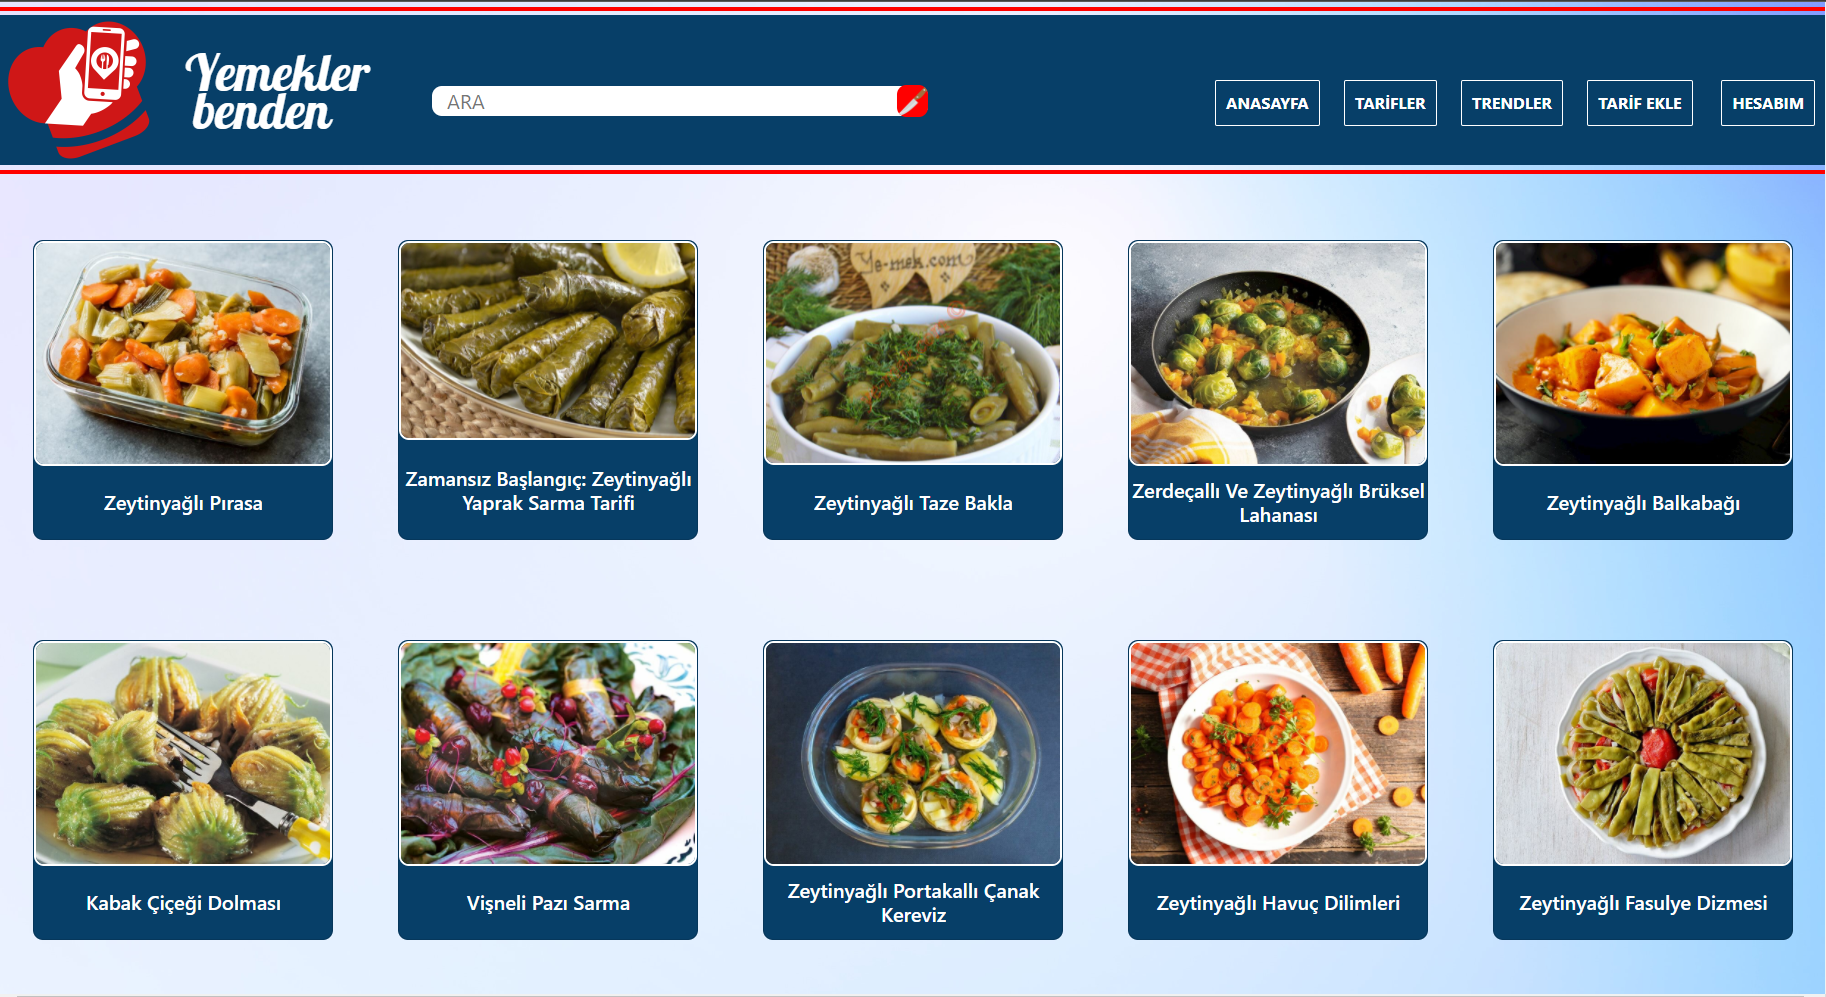 Yemekler
benden
ARA
ANASAYFA
TARİFLER
TRENDLER
TARİF EKLE
HESABIM
Ye-mek.com
Zeytinyağlı Pırasa
Zamansız Başlangıç: Zeytinyağlı
Yaprak Sarma Tarifi
Zeytinyağlı Taze Bakla
Zerdeçallı Ve Zeytinyağlı Brüksel
Lahanası
Zeytinyağlı Balkabağı
Kabak Çiçeği Dolması
Vişneli Pazı Sarma
Zeytinyağlı Portakallı Çanak
Kereviz
Zeytinyağlı Havuç Dilimleri
Zeytinyağlı Fasulye Dizmesi